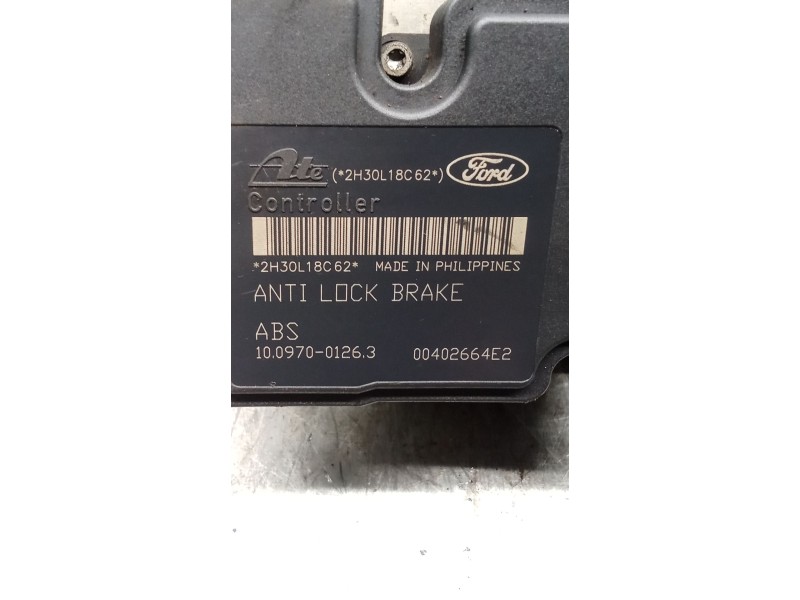 Ate (*2H30L18C62*) Ford
Controller
*2H30L18C62* MADE IN PHILIPPINES
ANTI LOCK BRAKE
ABS
10.0970-0126.3 00402664E2